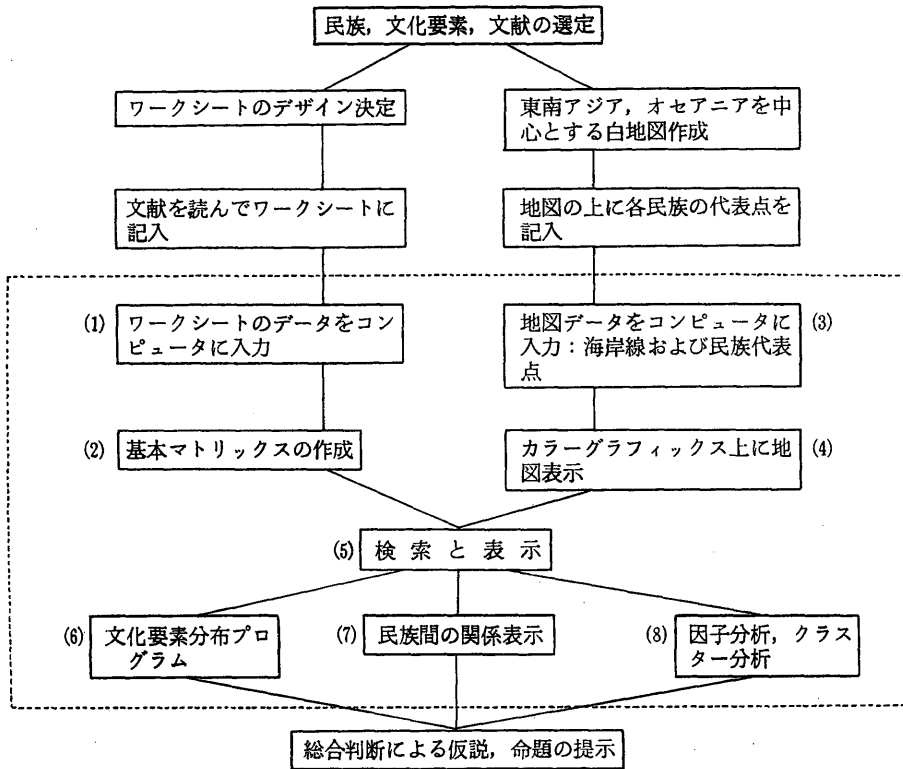 民族，文化要素，文献の選定
ワークシートのデザイン決定
東南アジア，オセアニアを中
心とする白地図作成
文献を読んでワークシートに
記入
地図の上に各民族の代表点を
記入
(1) ワークシートのデータをコン
ピュータに入力
地図データをコンピュータに
入力：海岸線および民族代表
点
(3)
(2) 基本マトリックスの作成
カラーグラフィックス上に地
図表示
(4)
(5) 検索と表示
(6) 文化要素分布プロ
グラム
(7) 民族間の関係表示
(8) 因子分析，クラス
ター分析
総合判断による仮説，命題の提示